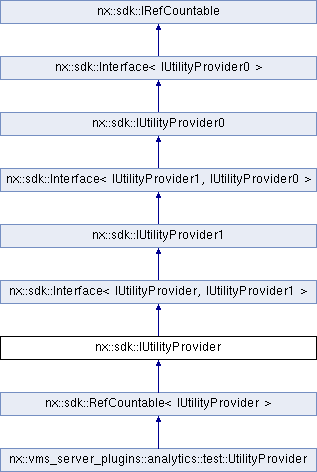 nx::sdk::IRefCountable
nx::sdk::Interface< IUtilityProvider0 >
nx::sdk::IUtilityProvider0
nx::sdk::Interface< IUtilityProvider1, IUtilityProvider0 >
nx::sdk::IUtilityProvider1
nx::sdk::Interface< IUtilityProvider, IUtilityProvider1 >
nx::sdk::IUtilityProvider
nx::sdk::RefCountable< IUtilityProvider >
nx::vms_server_plugins::analytics::test::UtilityProvider